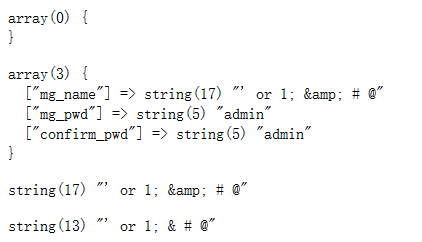 array(0) {
}
array(3) {
["mg_name"] => string(17) "' or 1; &amp; # @"
["mg_pwd"] => string(5) "admin"
["confirm_pwd"] => string(5) "admin"
}
string(17) "' or 1; &amp; # @"
string(13) "' or 1; & # @"